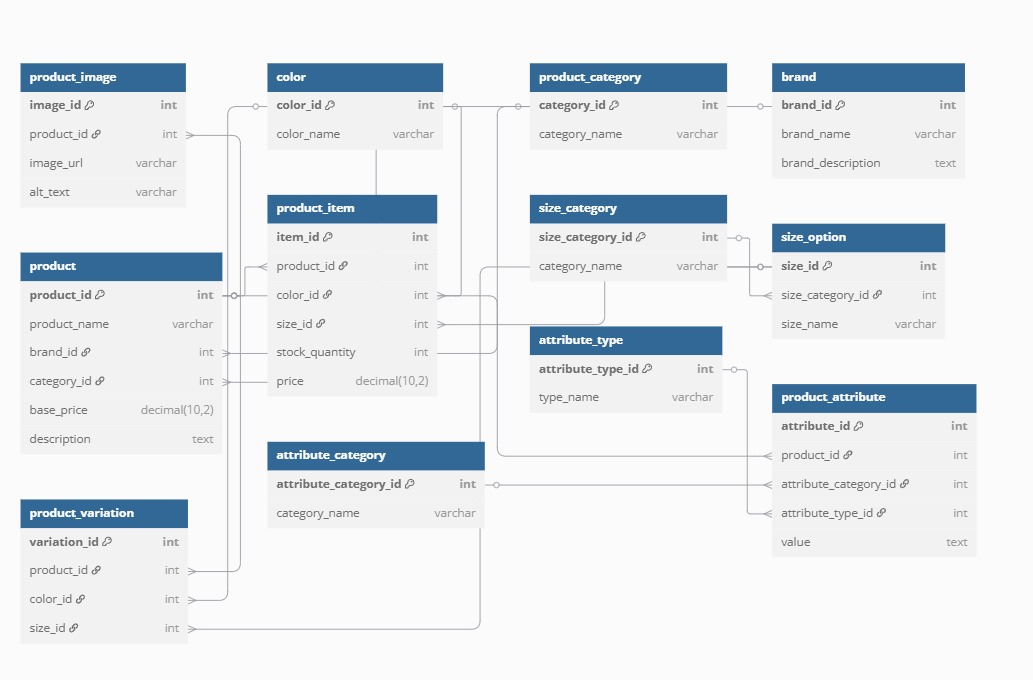 product_image
image_id int
product_id int
image_url varchar
alt_text varchar
color
color_id int
color_name varchar
product_category
category_id int
category_name varchar
brand
brand_id int
brand_name varchar
brand_description text
product_item
item_id int
product_id int
color_id int
size_id int
stock_quantity int
price decimal(10,2)
size_category
size_category_id int
category_name varchar
size_option
size_id int
size_category_id int
size_name varchar
product
product_id int
product_name varchar
brand_id int
category_id int
base_price decimal(10,2)
description text
attribute_type
attribute_type_id int
type_name varchar
product_attribute
attribute_id int
product_id int
attribute_category_id int
attribute_type_id int
value text
attribute_category
attribute_category_id int
category_name varchar
product_variation
variation_id int
product_id int
color_id int
size_id int